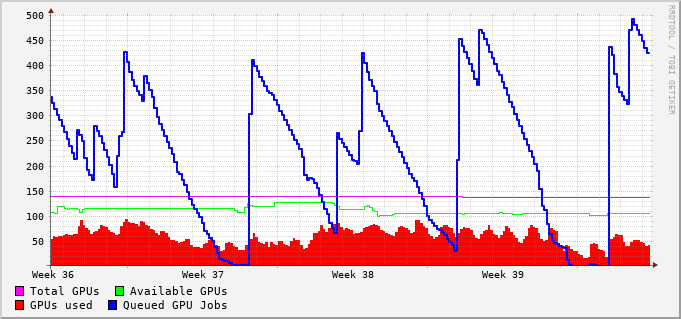 500
450
400
350
300
250
200
150
100
50
Week 36 Week 37 Week 38 Week 39
Total GPUs Available GPUs
GPUs used Queued GPU Jobs
RRDTOOL / TOBI OETIKER